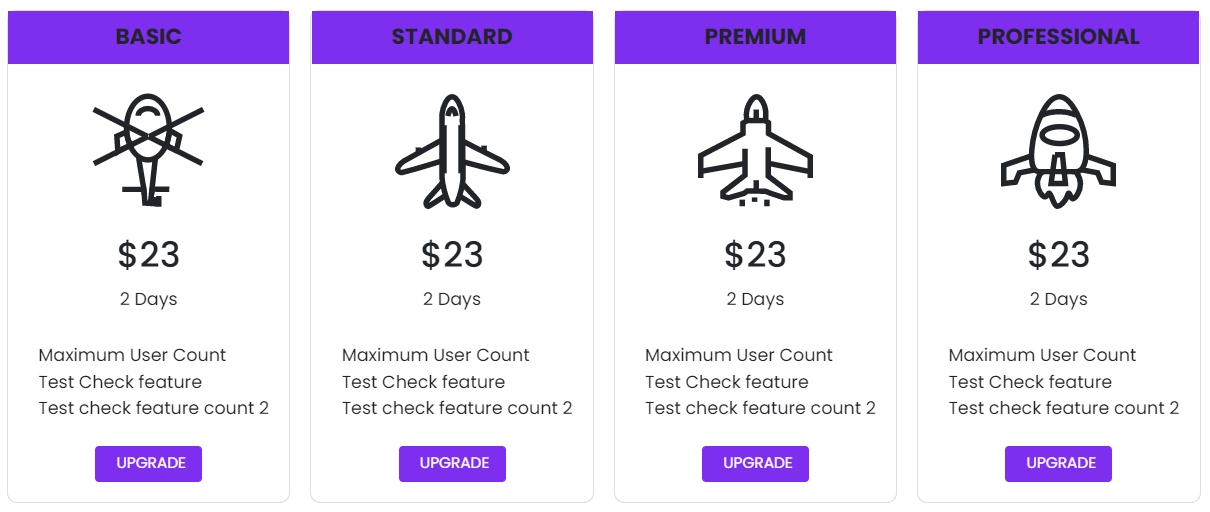 BASIC
$23
2 Days
Maximum User Count
Test Check feature
Test check feature count 2
UPGRADE
STANDARD
$23
2 Days
Maximum User Count
Test Check feature
Test check feature count 2
UPGRADE
PREMIUM
$23
2 Days
Maximum User Count
Test Check feature
Test check feature count 2
UPGRADE
PROFESSIONAL
$23
2 Days
Maximum User Count
Test Check feature
Test check feature count 2
UPGRADE